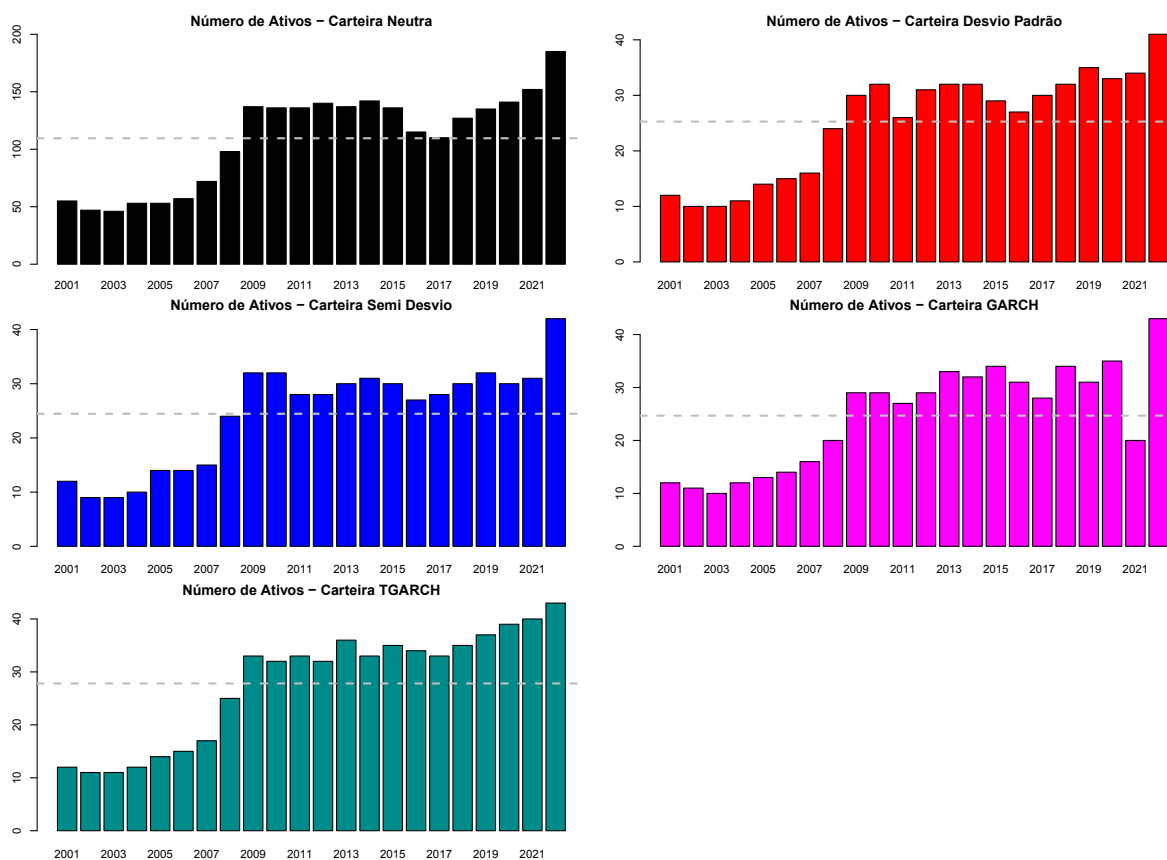 Número de Ativos − Carteira Neutra
200
150
100
50
0
2001 2003 2005 2007 2009 2011 2013 2015 2017 2019 2021
Número de Ativos − Carteira Desvio Padrão
40
30
20
10
0
2001 2003 2005 2007 2009 2011 2013 2015 2017 2019 2021
Número de Ativos − Carteira Semi Desvio
40
30
20
10
0
2001 2003 2005 2007 2009 2011 2013 2015 2017 2019 2021
Número de Ativos − Carteira GARCH
40
30
20
10
0
2001 2003 2005 2007 2009 2011 2013 2015 2017 2019 2021
Número de Ativos − Carteira TGARCH
40
30
20
10
0
2001 2003 2005 2007 2009 2011 2013 2015 2017 2019 2021